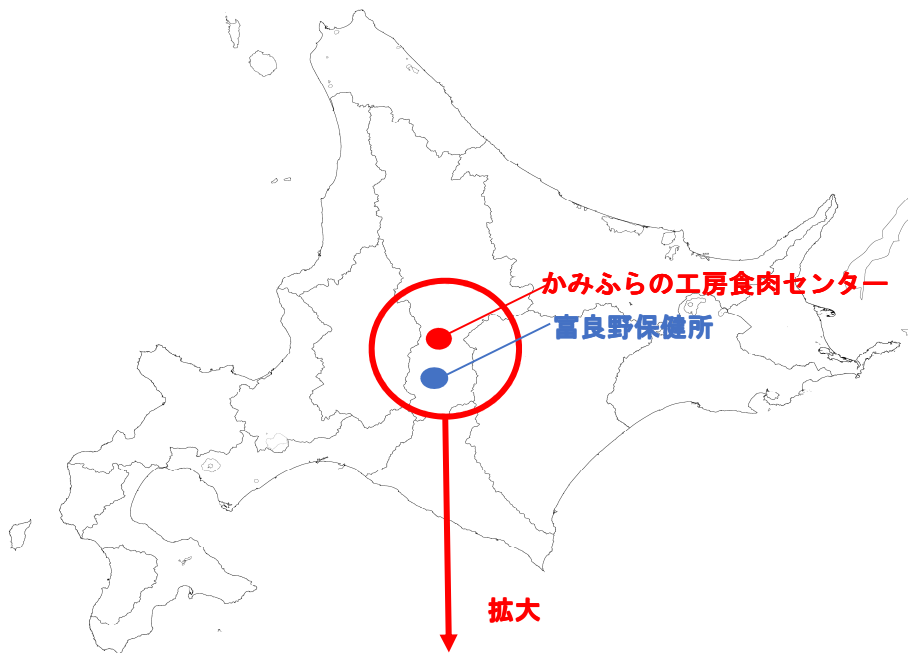 かみふらの工房食肉センター
富良野保健所
拡大